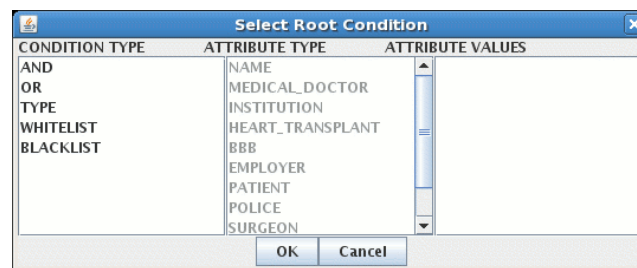 Select Root Condition
CONDITION TYPE ATTRIBUTE TYPE ATTRIBUTE VALUES
AND
OR
TYPE
WHITELIST
BLACKLIST
NAME
MEDICAL_DOCTOR
INSTITUTION
HEART_TRANSPLANT
BBB
EMPLOYER
PATIENT
POLICE
SURGEON
OK Cancel